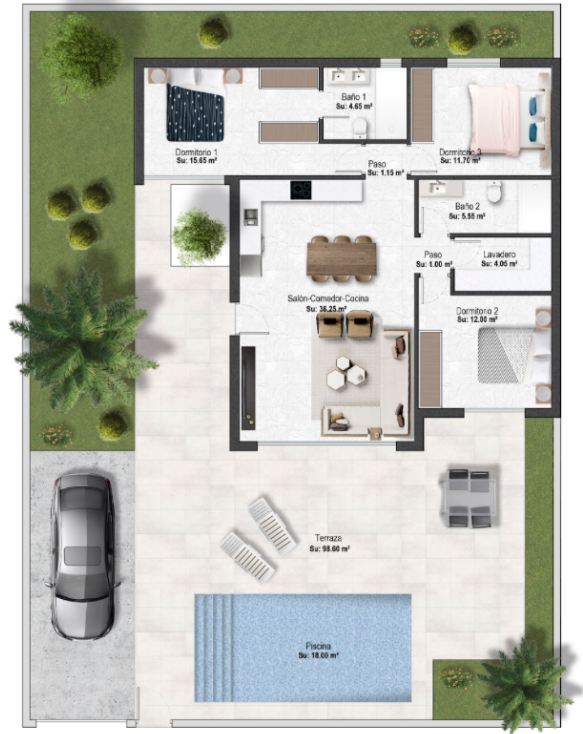 Baño 1
Su: 4.65 m²
Dormitorio 1
Su: 15.65 m²
Dormitorio 3
Su: 11.70 m²
Paso
Su: 1.15 m²
Baño 2
Su: 5.55 m²
Paso
Su: 1.00 m²
Lavadero
Su: 4.05 m²
Salón-Comedor-Cocina
Su: 36.25 m²
Dormitorio 2
Su: 12.00 m²
Terraza
Su: 98.60 m²
Piscina
Su: 18.00 m²